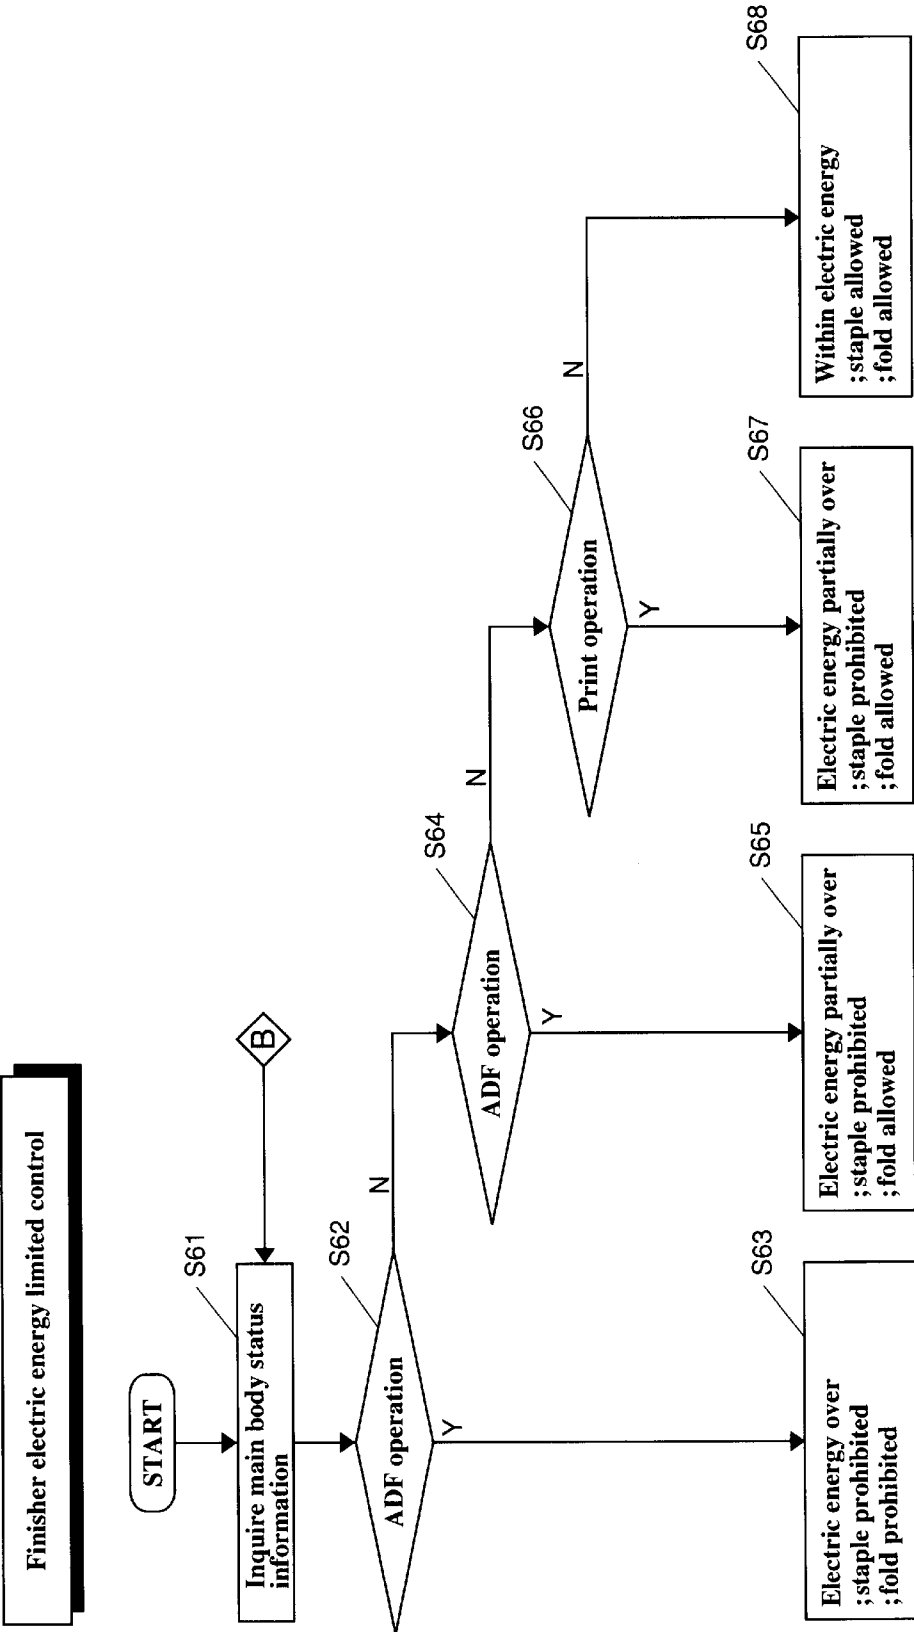 Finisher electric energy limited control
START
S61
Inquire main body status
information
B
S62
ADF operation
N
Y
S64
ADF operation
N
Y
S66
Print operation
N
Y
S63
Electric energy over
;staple prohibited
;fold prohibited
S65
Electric energy partially over
;staple prohibited
;fold allowed
S67
Electric energy partially over
;staple prohibited
;fold allowed
S68
Within electric energy
;staple allowed
;fold allowed